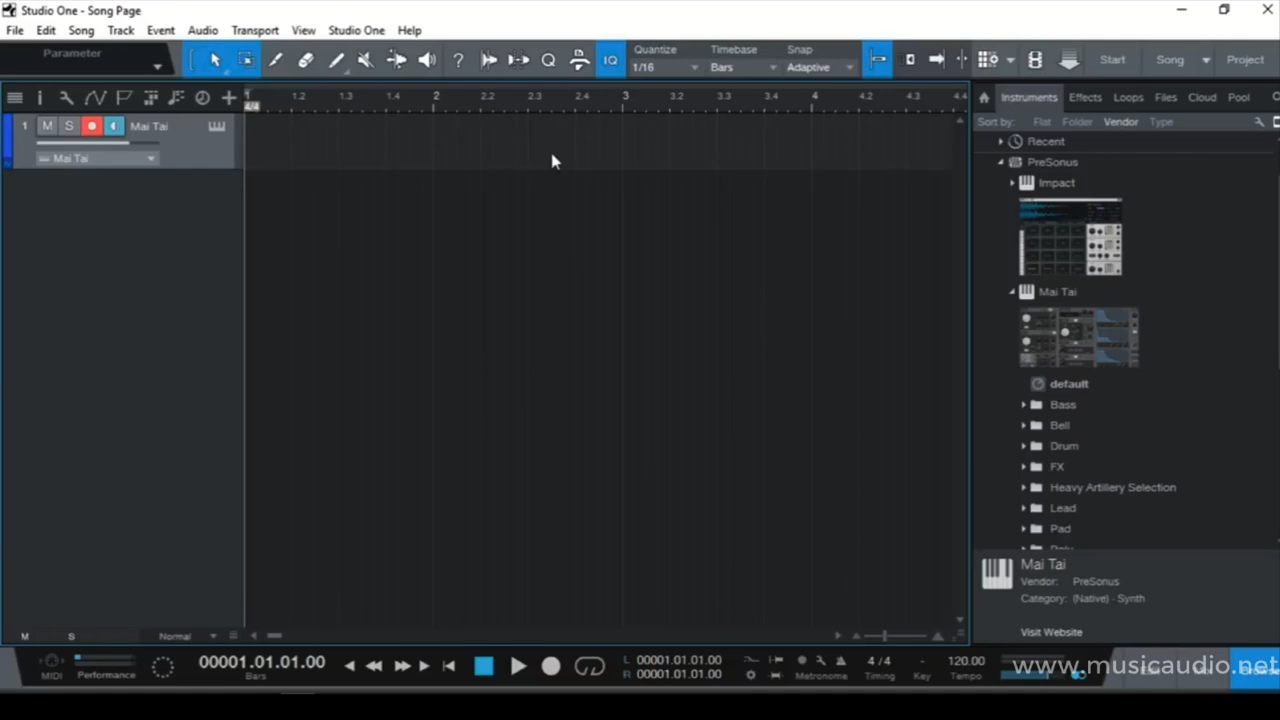 Studio One - Song Page
File Edit Song Track Event Audio Transport View Studio One Help
Parameter
Quantize Timebase Snap
1/16 Bars Adaptive
IQ
Start Song Project
1 1.2 1.3 1.4 2 2.2 2.3 2.4 3 3.2 3.3 3.4 4 4.2 4.3 4.4
4/4
Instruments Effects Loops Files Cloud Pool
Sort by: Flat Folder Vendor Type
1 M S Mai Tai
Mai Tai
Recent
PreSonus
Impact
Mai Tai
default
Bass
Bell
Drum
FX
Heavy Artillery Selection
Lead
Pad
Mai Tai
Vendor: PreSonus
Category: (Native) - Synth
Visit Website
M S Normal
MIDI Performance
00001.01.01.00
Bars
L 00001.01.01.00
R 00001.01.01.00
Metronome
4 / 4
Timing
-
Key
120.00
Tempo
www.musicaudio.net